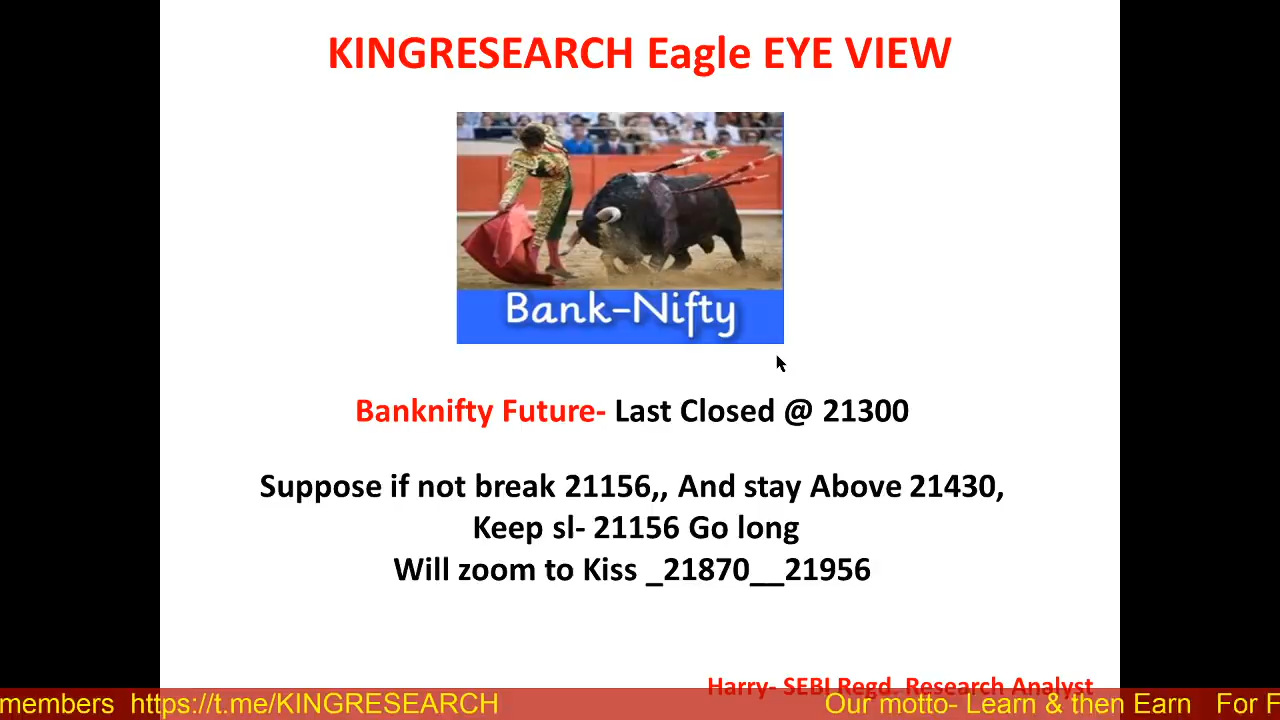 KINGRESEARCH Eagle EYE VIEW
Bank-Nifty
Banknifty Future- Last Closed @ 21300
Suppose if not break 21156,, And stay Above 21430,
Keep sl- 21156 Go long
Will zoom to Kiss _21870__21956
Harry- SEBI Regd. Research Analyst
members https://t.me/KINGRESEARCH Our motto- Learn & then Earn For F